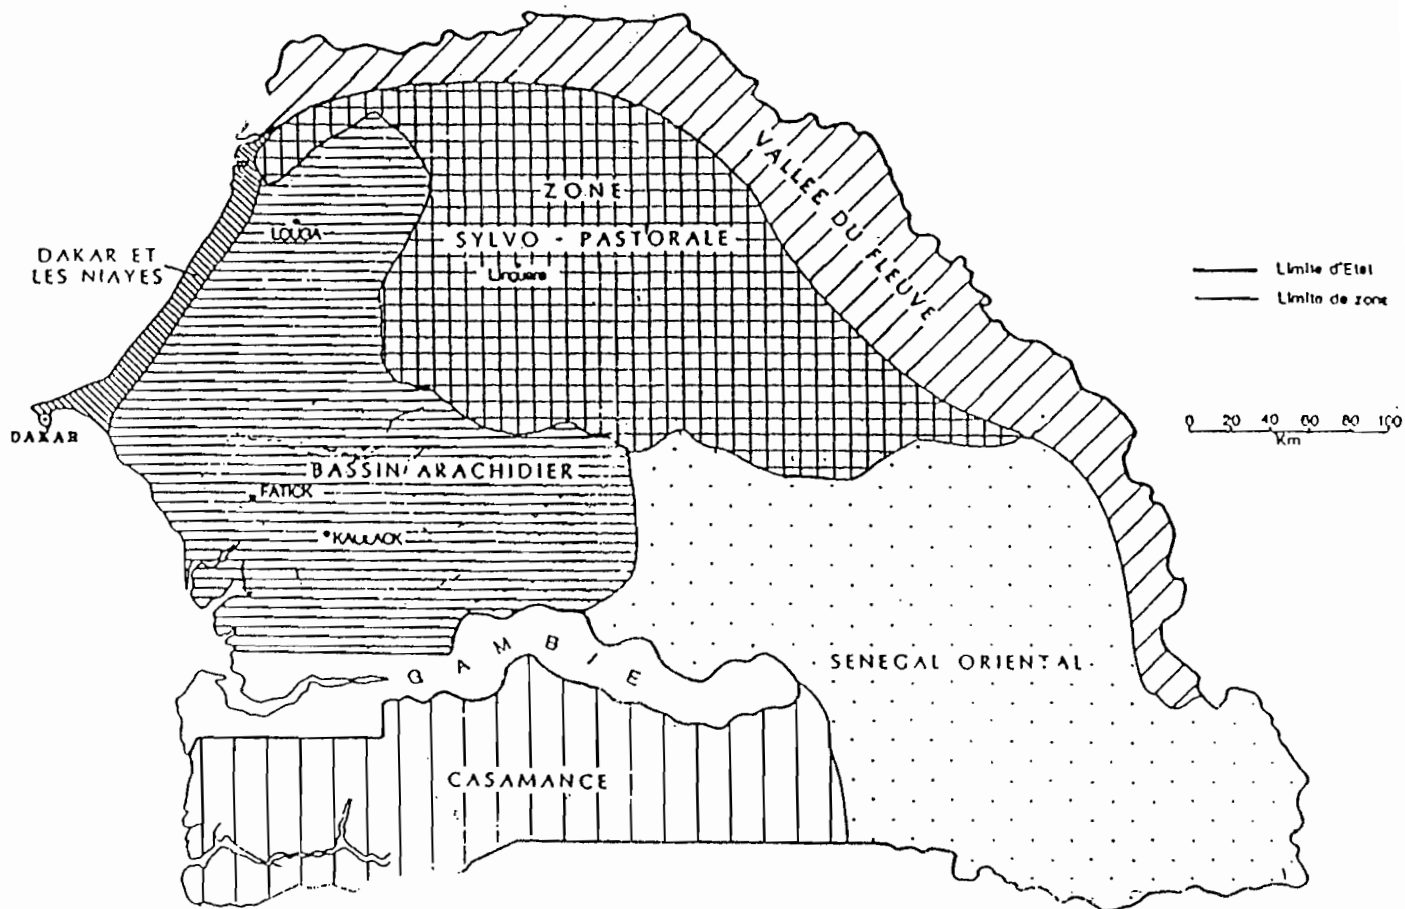 VALLEE DU FLEUVE
ZONE
SYLVO - PASTORALE
Linguere
LOUGA
DAKAR ET
LES NIAYES
DAKAR
BASSIN ARACHIDIER
FATICK
KAOLACK
GAMBIE
SENEGAL ORIENTAL
CASAMANCE
Limite d'Etat
Limite de zone
0 20 40 60 80 100
Km